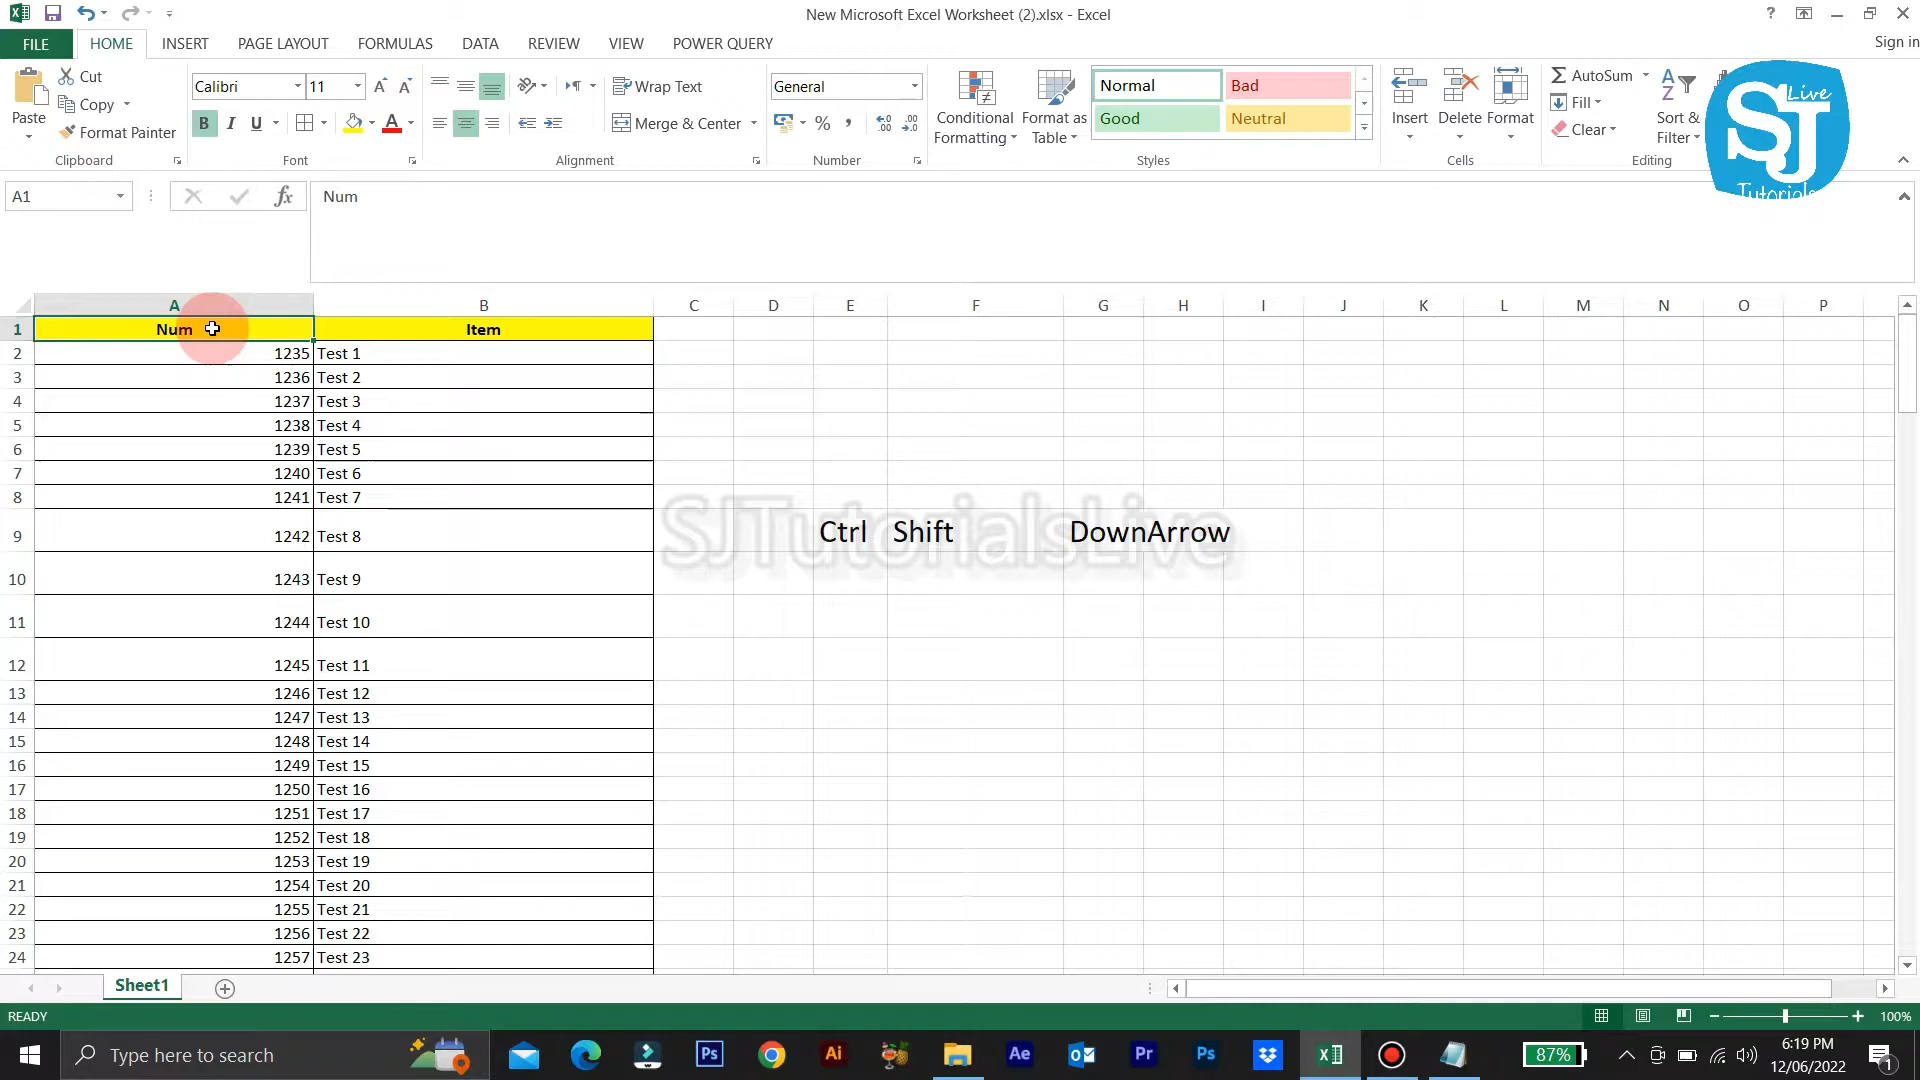 New Microsoft Excel Worksheet (2).xlsx - Excel
FILE HOME INSERT PAGE LAYOUT FORMULAS DATA REVIEW VIEW POWER QUERY Sign in
Paste
Cut
Copy
Format Painter
Clipboard
Calibri 11
B I U
Font
Wrap Text
Merge & Center
Alignment
General
Number
Conditional Formatting
Format as Table
Normal Bad
Good Neutral
Styles
Insert Delete Format
Cells
AutoSum
Fill
Clear
Sort & Filter
Editing
Live
SJ
Tutorials
A1 fx Num
A B C D E F G H I J K L M N O P
1 Num Item
2 1235 Test 1
3 1236 Test 2
4 1237 Test 3
5 1238 Test 4
6 1239 Test 5
7 1240 Test 6
8 1241 Test 7
9 1242 Test 8
10 1243 Test 9
11 1244 Test 10
12 1245 Test 11
13 1246 Test 12
14 1247 Test 13
15 1248 Test 14
16 1249 Test 15
17 1250 Test 16
18 1251 Test 17
19 1252 Test 18
20 1253 Test 19
21 1254 Test 20
22 1255 Test 21
23 1256 Test 22
24 1257 Test 23
SJTutorialsLive
Ctrl Shift DownArrow
Sheet1
READY 100%
Type here to search
Ps Ai Ae Pr Ps
87%
6:19 PM
12/06/2022
1